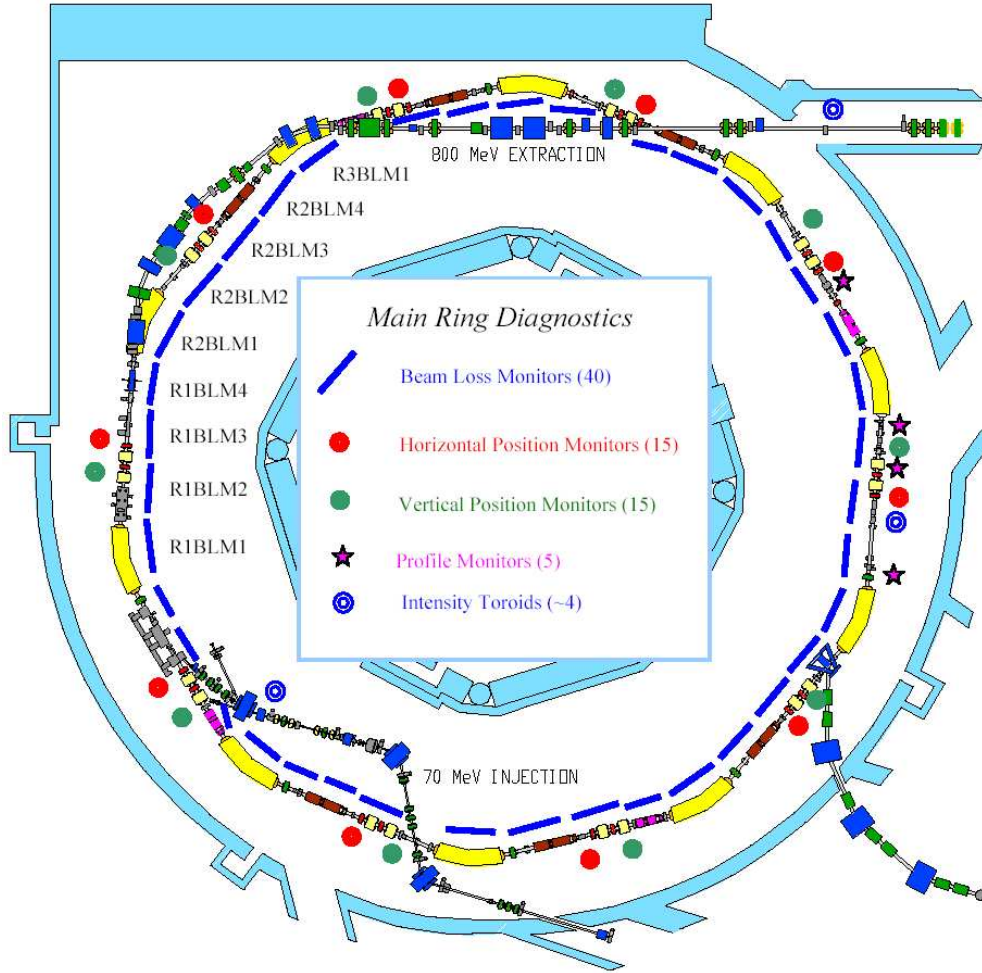 800 MeV EXTRACTION
R3BLM1
R2BLM4
R2BLM3
R2BLM2
R2BLM1
R1BLM4
R1BLM3
R1BLM2
R1BLM1
Main Ring Diagnostics
Beam Loss Monitors (40)
Horizontal Position Monitors (15)
Vertical Position Monitors (15)
Profile Monitors (5)
Intensity Toroids (~4)
70 MeV INJECTION